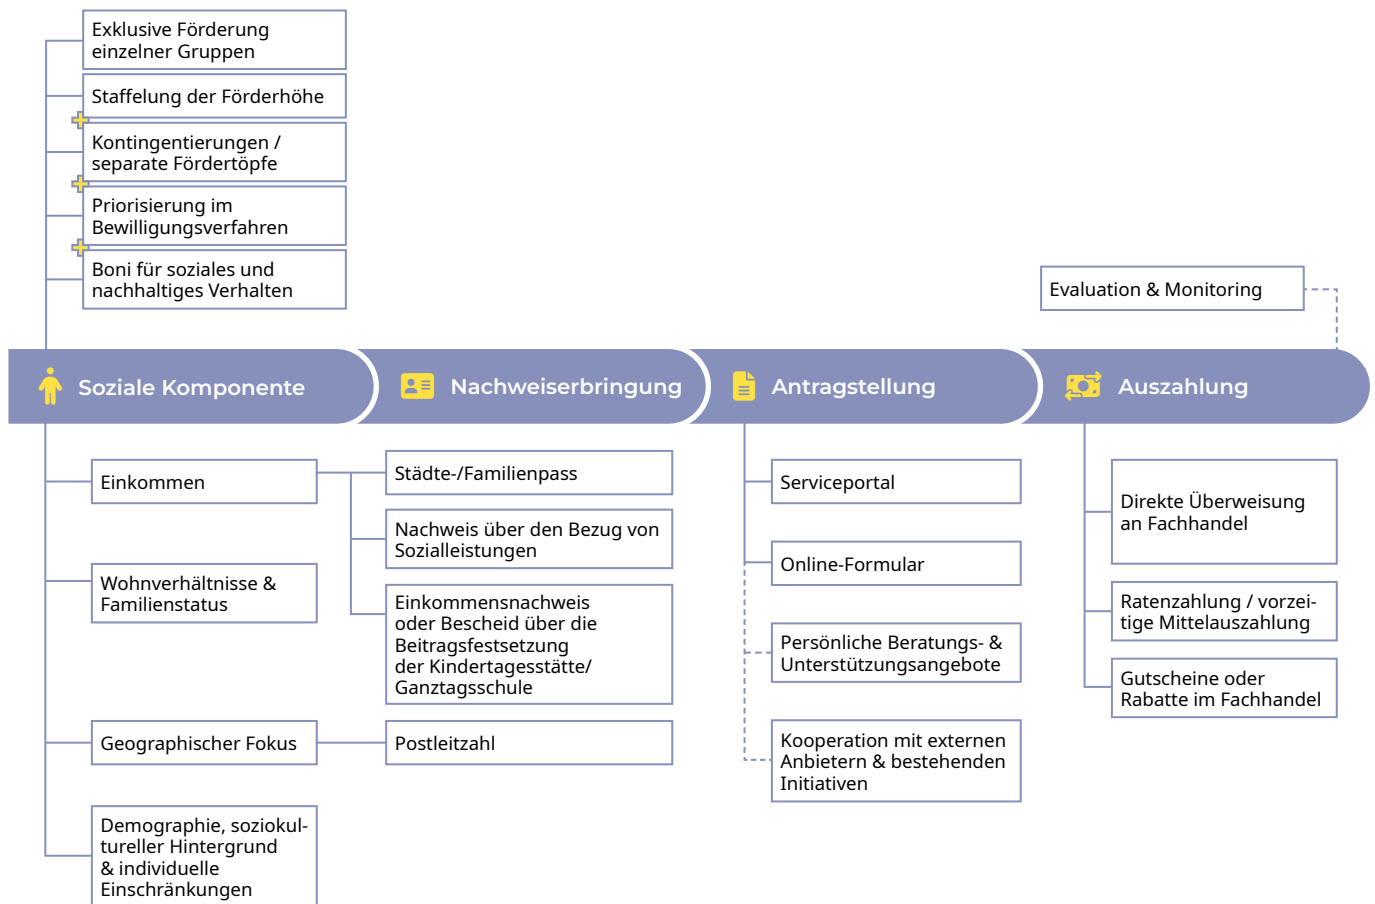 Exklusive Förderung
einzelner Gruppen
Staffelung der Förderhöhe
Kontingentierungen /
separate Fördertöpfe
Priorisierung im
Bewilligungsverfahren
Boni für soziales und
nachhaltiges Verhalten
Evaluation & Monitoring
Soziale Komponente
Nachweiserbringung
Antragstellung
Auszahlung
Einkommen
Wohnverhältnisse &
Familienstatus
Geographischer Fokus
Demographie, soziokul-
tureller Hintergrund
& individuelle
Einschränkungen
Städte-/Familienpass
Nachweis über den Bezug von
Sozialleistungen
Einkommensnachweis
oder Bescheid über die
Beitragsfestsetzung
der Kindertagesstätte/
Ganztagsschule
Postleitzahl
Serviceportal
Online-Formular
Persönliche Beratungs- &
Unterstützungsangebote
Kooperation mit externen
Anbietern & bestehenden
Initiativen
Direkte Überweisung
an Fachhandel
Ratenzahlung / vorzei-
tige Mittelauszahlung
Gutscheine oder
Rabatte im Fachhandel